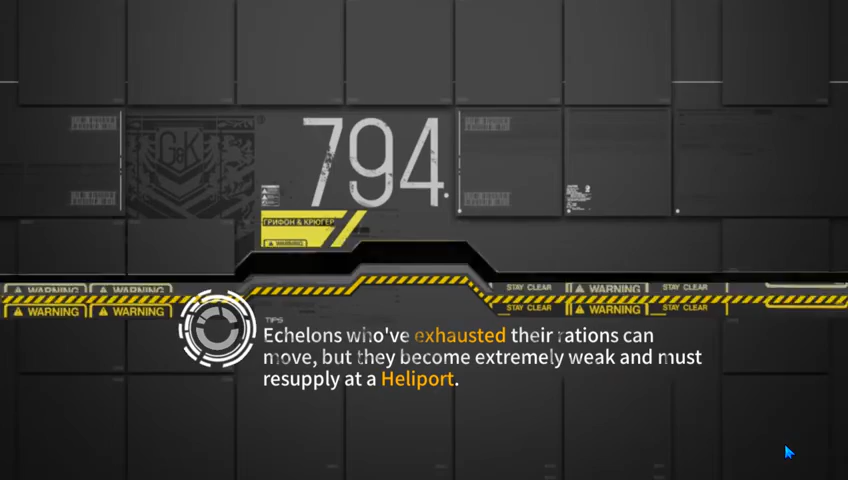 G&K
794.
ГРИФОН & КРЮГЕР
WARNING
WARNING WARNING STAY CLEAR WARNING STAY CLEAR
WARNING WARNING STAY CLEAR WARNING STAY CLEAR
TIPS
Echelons who've exhausted their rations can
move, but they become extremely weak and must
resupply at a Heliport.